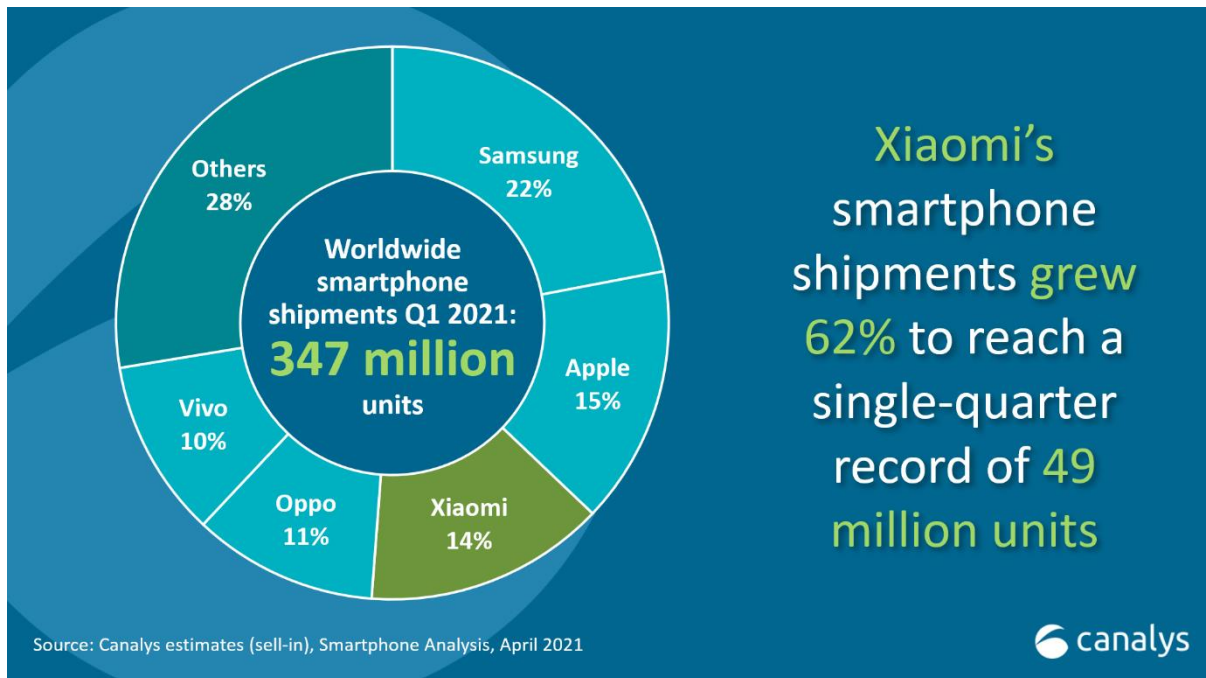 Others
28%
Samsung
22%
Worldwide
smartphone
shipments Q1 2021:
347 million
units
Apple
15%
Vivo
10%
Oppo
11%
Xiaomi
14%
Xiaomi’s
smartphone
shipments grew
62% to reach a
single-quarter
record of 49
million units
Source: Canalys estimates (sell-in), Smartphone Analysis, April 2021
canalys